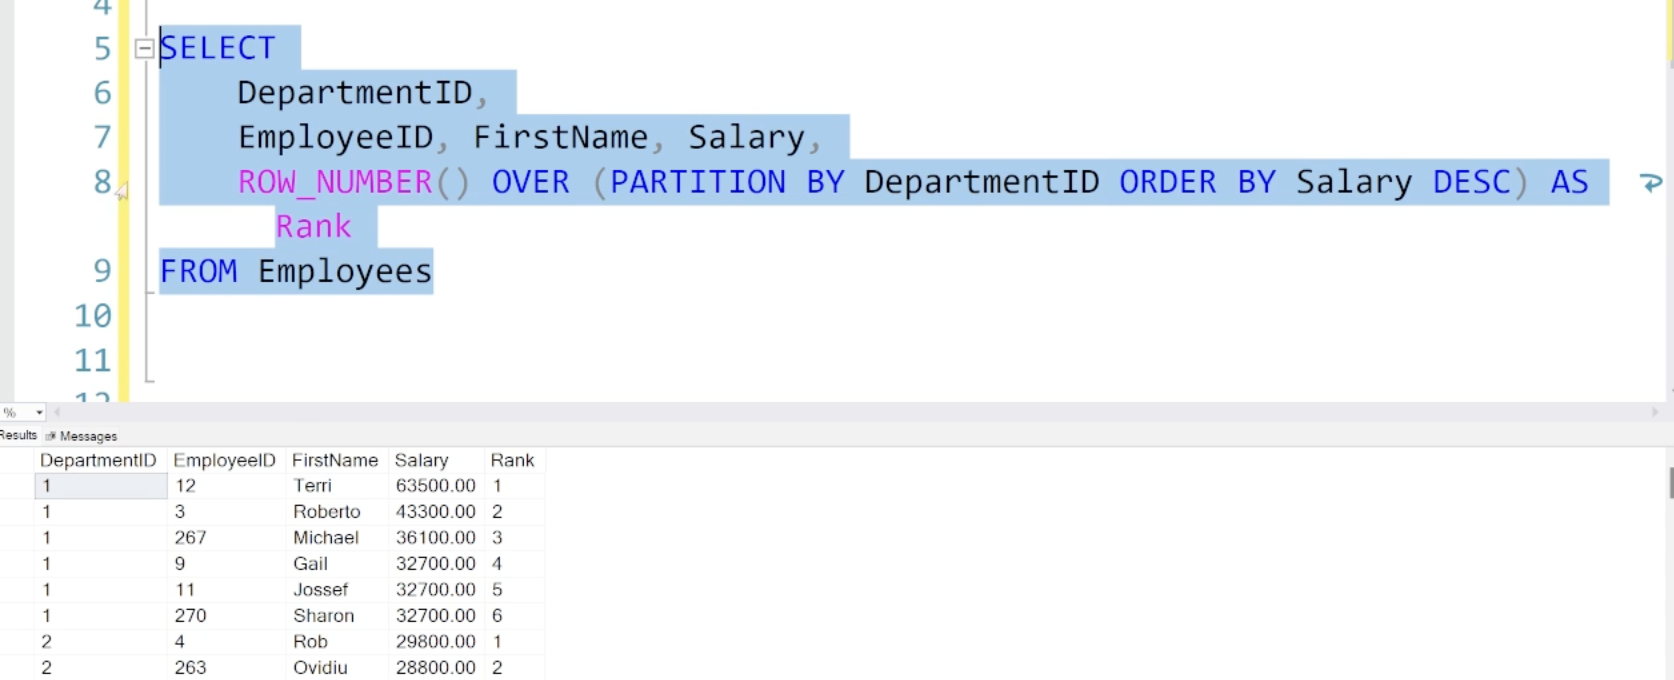 4
5 SELECT
6 DepartmentID,
7 EmployeeID, FirstName, Salary,
8 ROW_NUMBER() OVER (PARTITION BY DepartmentID ORDER BY Salary DESC) AS
Rank
9 FROM Employees
10
11
12
%
Results Messages
DepartmentID EmployeeID FirstName Salary Rank
1 12 Terri 63500.00 1
1 3 Roberto 43300.00 2
1 267 Michael 36100.00 3
1 9 Gail 32700.00 4
1 11 Jossef 32700.00 5
1 270 Sharon 32700.00 6
2 4 Rob 29800.00 1
2 263 Ovidiu 28800.00 2